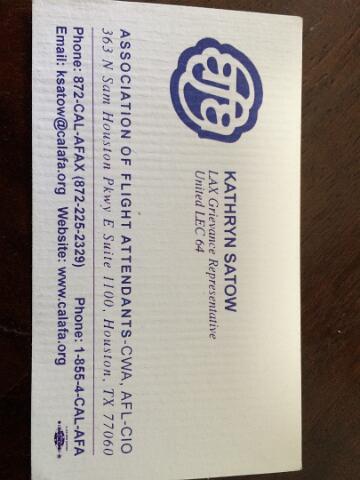 afa
KATHRYN SATOW
LAX Grievance Representative
United LEC 64
ASSOCIATION OF FLIGHT ATTENDANTS-CWA, AFL-CIO
363 N Sam Houston Pkwy E Suite 1100, Houston, TX 77060
Phone: 872-CAL-AFAX (872-225-2329) Phone: 1-855-4-CAL-AFA
Email: ksatow@calafa.org Website: www.calafa.org